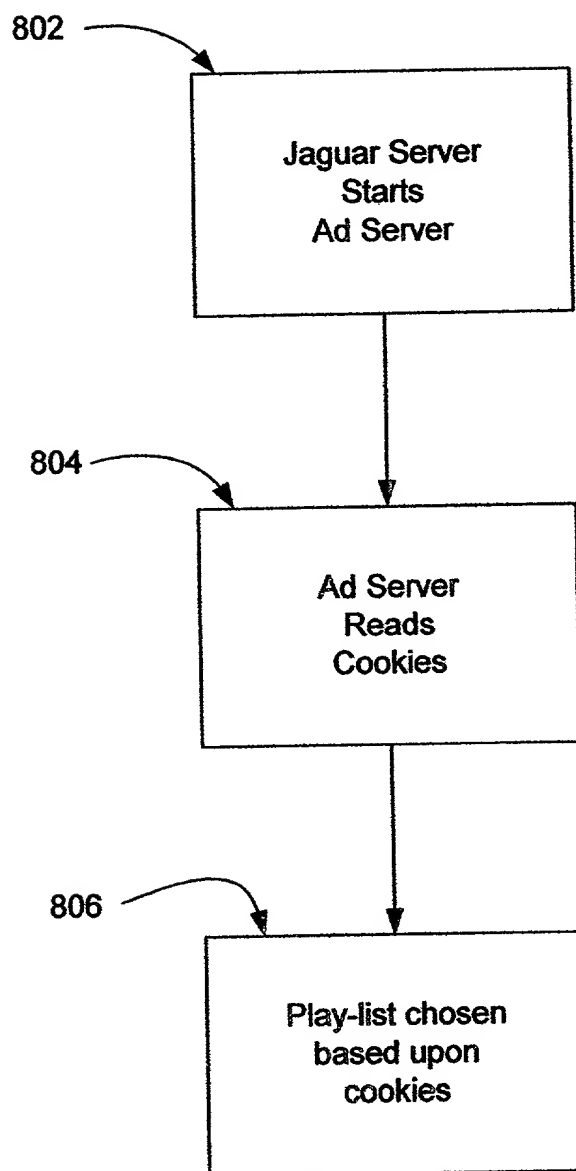 802
Jaguar Server
Starts
Ad Server
804
Ad Server
Reads
Cookies
806
Play-list chosen
based upon
cookies